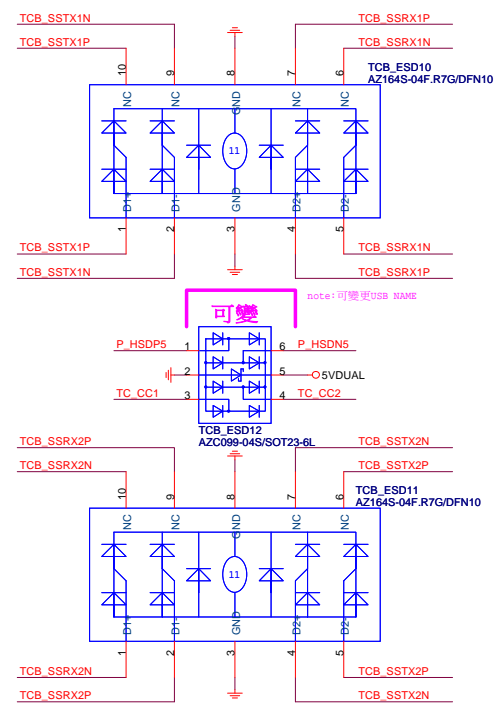 TCB_SSTX1N
TCB_SSRX1P
TCB_SSTX1P
TCB_SSRX1N
10
9
8
7
6
TCB_ESD10
AZ164S-04F.R7G/DFN10
NC
NC
GND
NC
NC
11
D1+
D1-
GND
D2+
D2-
1
2
3
4
5
TCB_SSTX1P
TCB_SSRX1N
TCB_SSTX1N
TCB_SSRX1P
note:可變更USB NAME
可變
P_HSDP5
1
6
P_HSDN5
2
5
5VDUAL
TC_CC1
3
4
TC_CC2
TCB_ESD12
AZC099-04S/SOT23-6L
TCB_SSRX2P
TCB_SSTX2N
TCB_SSRX2N
TCB_SSTX2P
10
9
8
7
6
TCB_ESD11
AZ164S-04F.R7G/DFN10
NC
NC
GND
NC
NC
11
D1+
D1-
GND
D2+
D2-
1
2
3
4
5
TCB_SSRX2N
TCB_SSTX2P
TCB_SSRX2P
TCB_SSTX2N